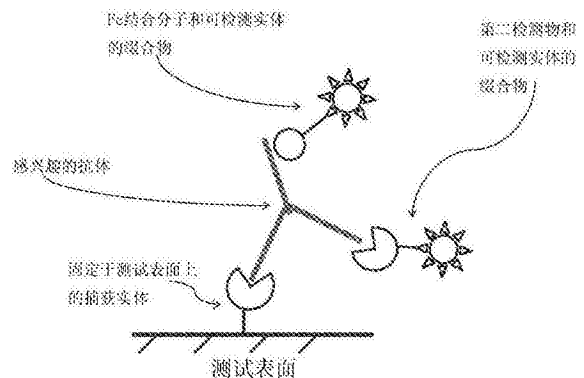 Fc结合分子和可检测实体
的缀合物
第二检测物和
可检测实体的
缀合物
感兴趣的抗体
固定于测试表面上
的捕获实体
测试表面